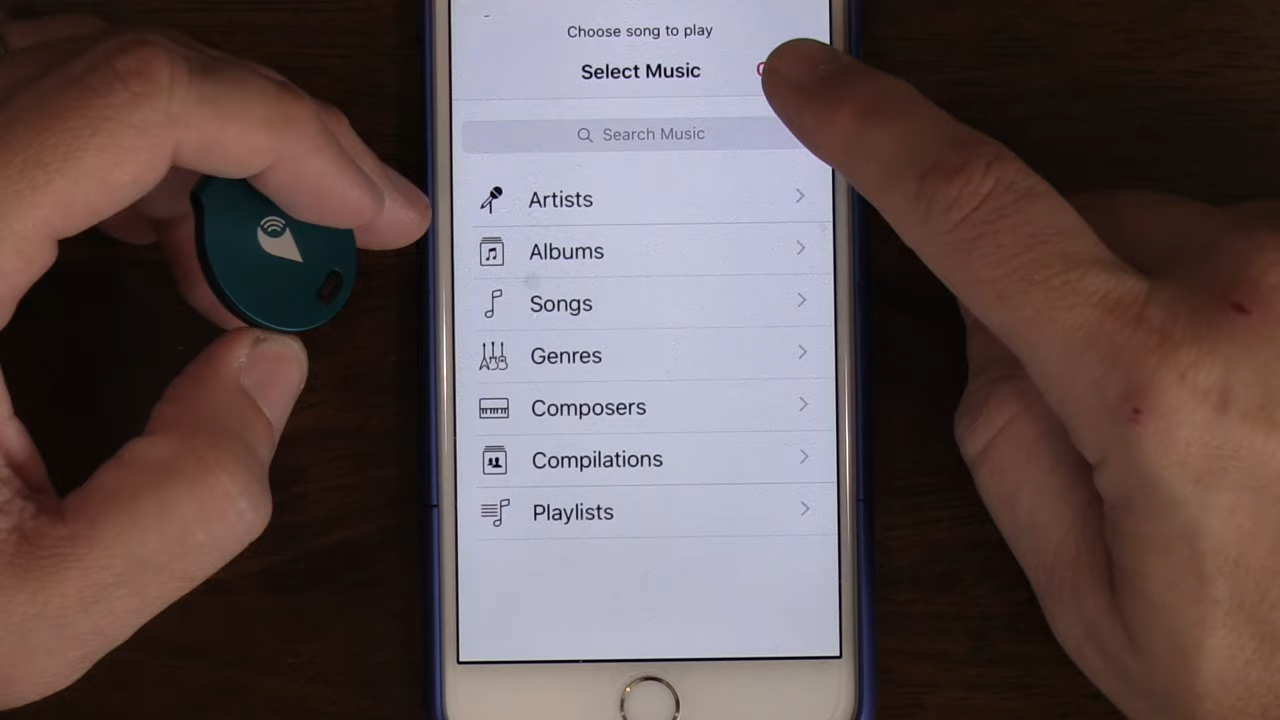 Choose song to play
Select Music
Search Music
Artists
Albums
Songs
Genres
Composers
Compilations
Playlists